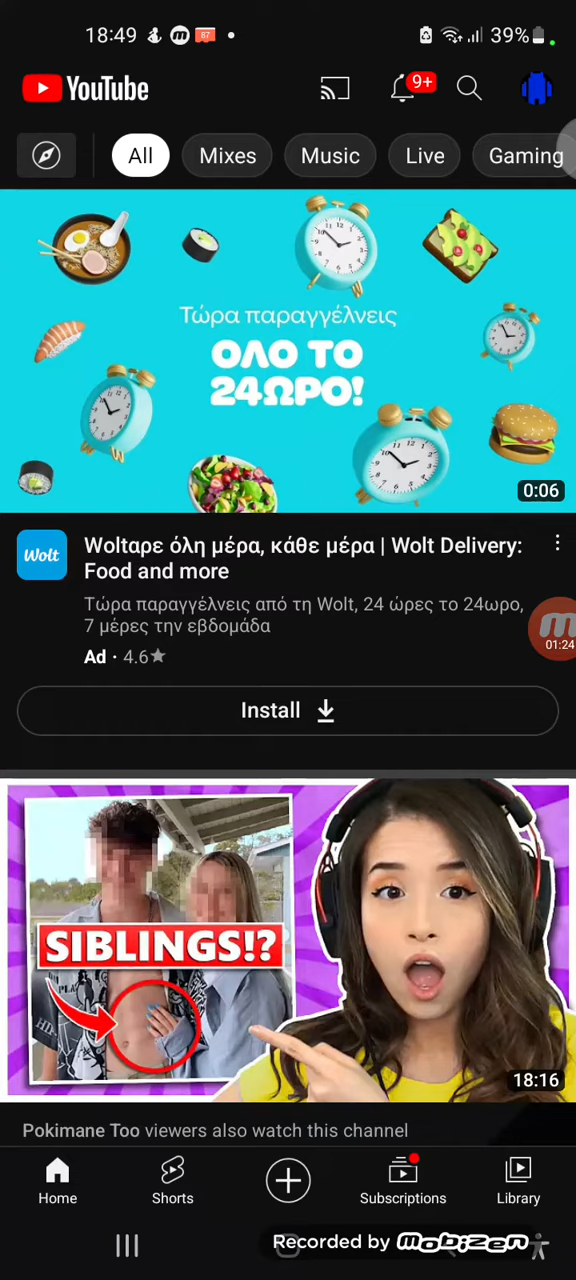 18:49 87 39%
YouTube 9+
All Mixes Music Live Gaming
Τώρα παραγγέλνεις
ΟΛΟ ΤΟ
24ΩΡΟ!
0:06
Wolt
Woltαρε όλη μέρα, κάθε μέρα | Wolt Delivery:
Food and more
Τώρα παραγγέλνεις από τη Wolt, 24 ώρες το 24ωρο,
7 μέρες την εβδομάδα
01:24
Ad · 4.6★
Install
SIBLINGS!?
18:16
Pokimane Too viewers also watch this channel
Home Shorts Subscriptions Library
Recorded by mobizen